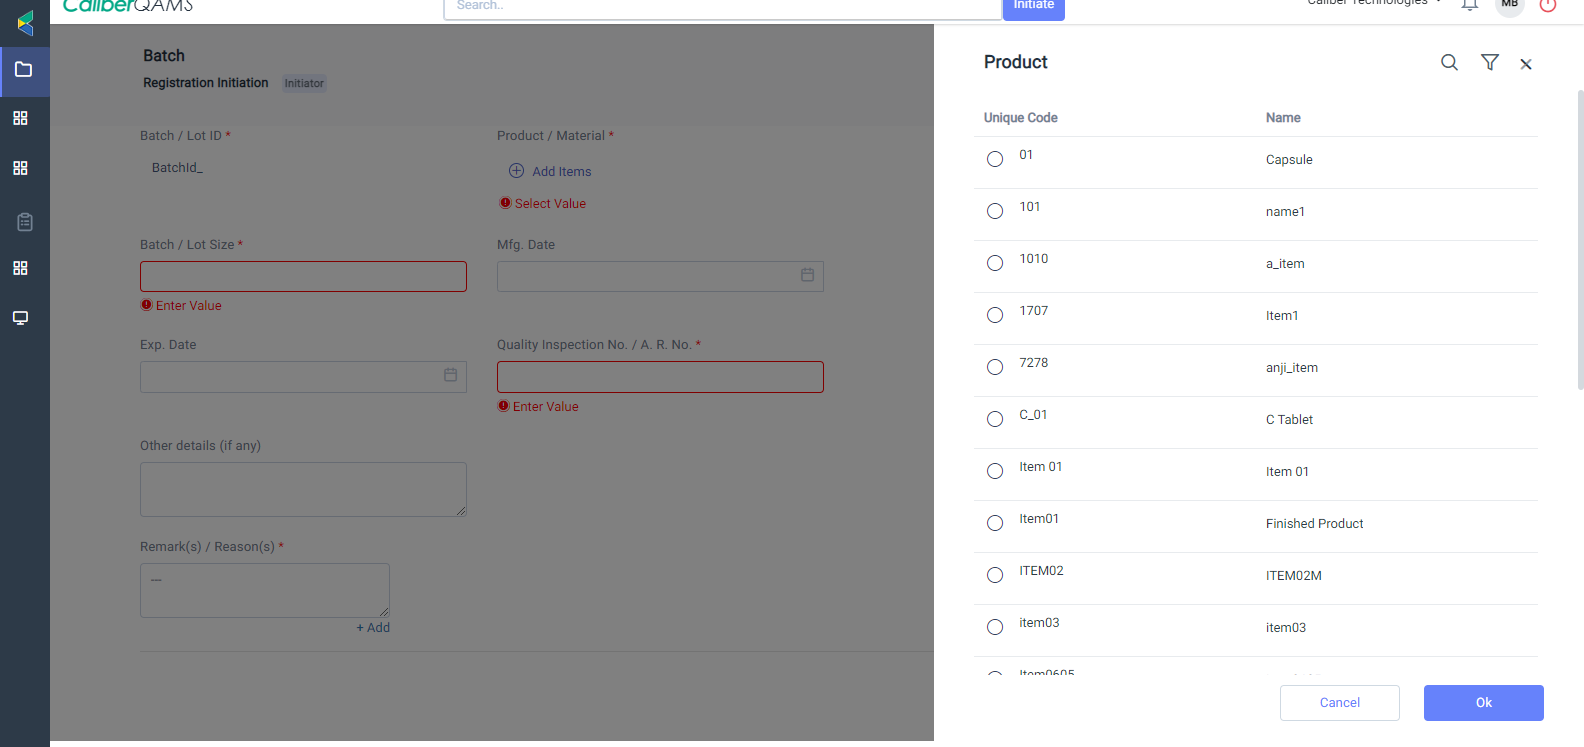 CaliberQAMS
Search..
Initiate
Caliber Technologies
MB
Batch
Registration Initiation Initiator
Batch / Lot ID *
BatchId_
Product / Material *
Add Items
Select Value
Batch / Lot Size *
Enter Value
Mfg. Date
Exp. Date
Quality Inspection No. / A. R. No. *
Enter Value
Other details (if any)
Remark(s) / Reason(s) *
---
+ Add
Product
Unique Code Name
01 Capsule
101 name1
1010 a_item
1707 Item1
7278 anji_item
C_01 C Tablet
Item 01 Item 01
Item01 Finished Product
ITEM02 ITEM02M
item03 item03
Item0605
Cancel
Ok